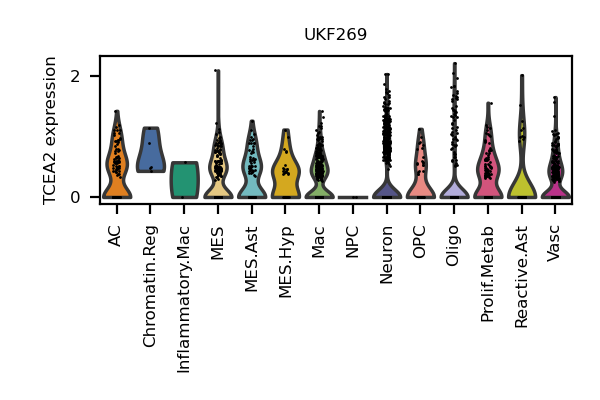 UKF269
TCEA2 expression
2
0
AC
Chromatin.Reg
Inflammatory.Mac
MES
MES.Ast
MES.Hyp
Mac
NPC
Neuron
OPC
Oligo
Prolif.Metab
Reactive.Ast
Vasc